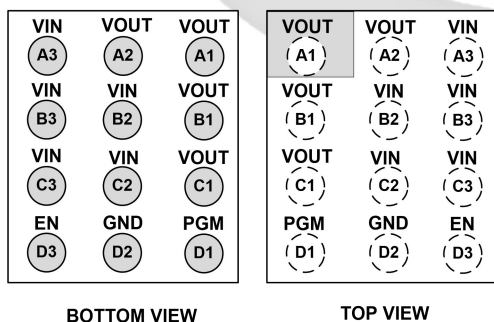 VIN VOUT VOUT
A3 A2 A1
VIN VIN VOUT
B3 B2 B1
VIN VIN VOUT
C3 C2 C1
EN GND PGM
D3 D2 D1
BOTTOM VIEW
VOUT VOUT EN
A1 A2 A3
VOUT VIN VIN
B1 B2 B3
VOUT VIN VIN
C1 C2 C3
PGM GND EN
D1 D2 D3
TOP VIEW